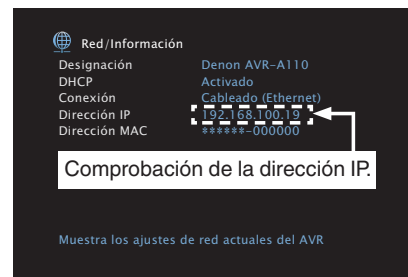 Red/Información
Designación Denon AVR-A110
DHCP Activado
Conexión Cableado (Ethernet)
Dirección IP 192.168.100.19
Dirección MAC ******-000000
Comprobación de la dirección IP.
Muestra los ajustes de red actuales del AVR